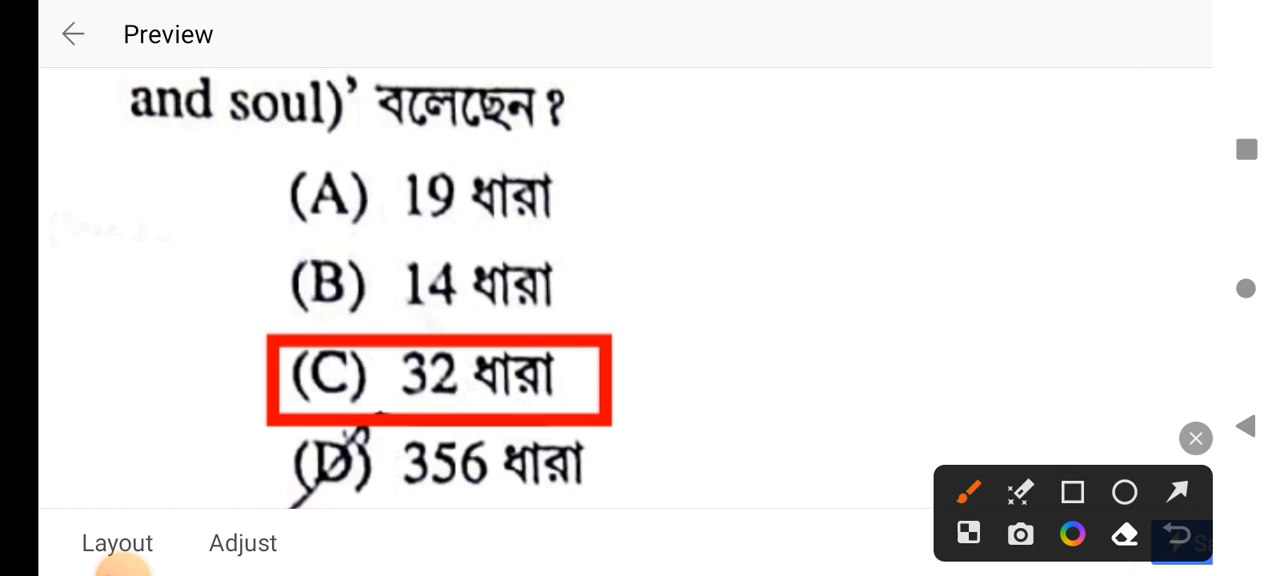 Preview
and soul)’ বলেছেন ?
(A) 19 ধারা
(B) 14 ধারা
(C) 32 ধারা
(D) 356 ধারা
Layout Adjust